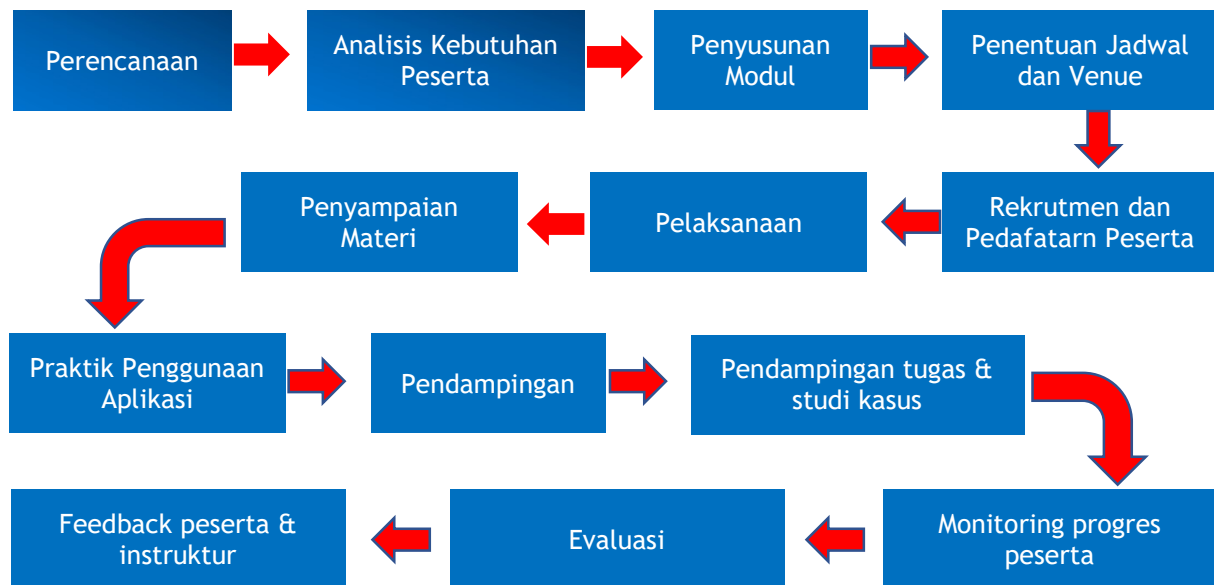 Perencanaan
Analisis Kebutuhan
Peserta
Penyusunan
Modul
Penentuan Jadwal
dan Venue
Rekrutmen dan
Pedafatarn Peserta
Pelaksanaan
Penyampaian
Materi
Praktik Penggunaan
Aplikasi
Pendampingan
Pendampingan tugas &
studi kasus
Monitoring progres
peserta
Evaluasi
Feedback peserta &
instruktur